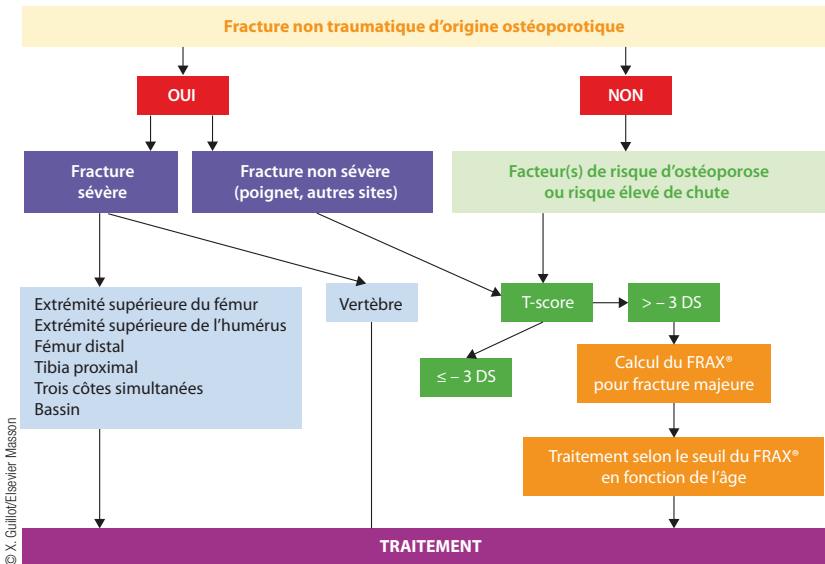 Fracture non traumatique d'origine ostéoporotique
OUI
NON
Fracture
sévère
Fracture non sévère
(poignet, autres sites)
Facteur(s) de risque d'ostéoporose
ou risque élevé de chute
Extrémité supérieure du fémur
Extrémité supérieure de l'humérus
Fémur distal
Tibia proximal
Trois côtes simultanées
Bassin
Vertèbre
T-score
> – 3 DS
≤ – 3 DS
Calcul du FRAX®
pour fracture majeure
Traitement selon le seuil du FRAX®
en fonction de l'âge
TRAITEMENT
© X. Guillot/Elsevier Masson